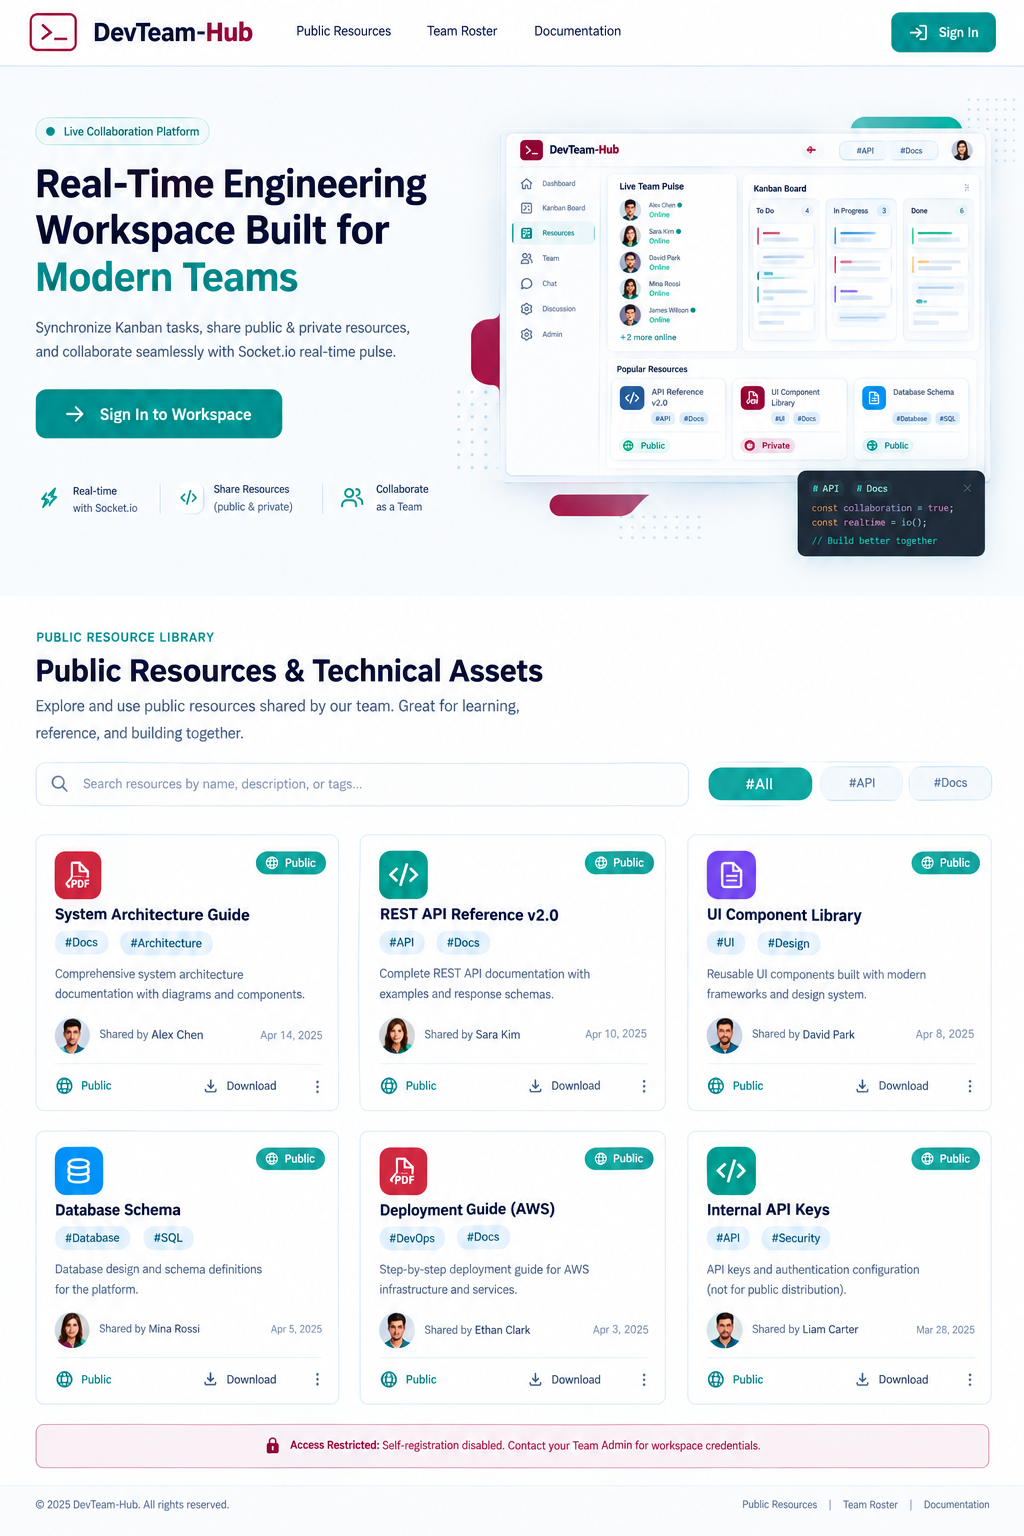 DevTeam-Hub
Public Resources
Team Roster
Documentation
Sign In
Live Collaboration Platform
Real-Time Engineering
Workspace Built for
Modern Teams
Synchronize Kanban tasks, share public & private resources,
and collaborate seamlessly with Socket.io real-time pulse.
Sign In to Workspace
Real-time
with Socket.io
Share Resources
(public & private)
Collaborate
as a Team
DevTeam-Hub
#API
#Docs
Dashboard
Kanban Board
Resources
Team
Chat
Discussion
Admin
Live Team Pulse
Alex Chen
Online
Sara Kim
Online
David Park
Online
Mina Rossi
Online
James Wilson
Online
+2 more online
Kanban Board
To Do 4
In Progress 3
Done 6
Popular Resources
API Reference
v2.0
#API #Docs
Public
UI Component
Library
#UI #Docs
Private
Database Schema
#Database #SQL
Public
# API # Docs
const collaboration = true;
const realtime = io();
// Build better together
PUBLIC RESOURCE LIBRARY
Public Resources & Technical Assets
Explore and use public resources shared by our team. Great for learning,
reference, and building together.
Search resources by name, description, or tags...
#All
#API
#Docs
PDF
Public
System Architecture Guide
#Docs #Architecture
Comprehensive system architecture
documentation with diagrams and components.
Shared by Alex Chen
Apr 14, 2025
Public
Download
Public
REST API Reference v2.0
#API #Docs
Complete REST API documentation with
examples and response schemas.
Shared by Sara Kim
Apr 10, 2025
Public
Download
Public
UI Component Library
#UI #Design
Reusable UI components built with modern
frameworks and design system.
Shared by David Park
Apr 8, 2025
Public
Download
Public
Database Schema
#Database #SQL
Database design and schema definitions
for the platform.
Shared by Mina Rossi
Apr 5, 2025
Public
Download
PDF
Public
Deployment Guide (AWS)
#DevOps #Docs
Step-by-step deployment guide for AWS
infrastructure and services.
Shared by Ethan Clark
Apr 3, 2025
Public
Download
Public
Internal API Keys
#API #Security
API keys and authentication configuration
(not for public distribution).
Shared by Liam Carter
Mar 28, 2025
Public
Download
Access Restricted: Self-registration disabled. Contact your Team Admin for workspace credentials.
© 2025 DevTeam-Hub. All rights reserved.
Public Resources | Team Roster | Documentation